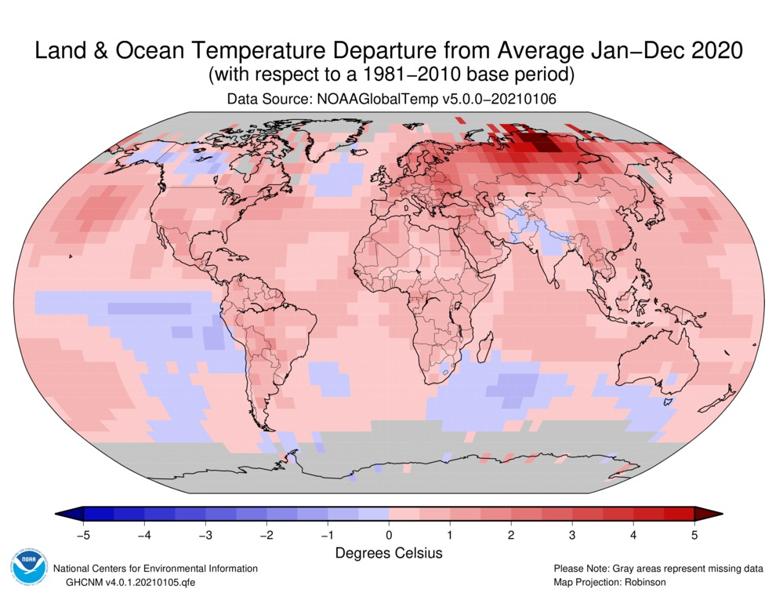 Land & Ocean Temperature Departure from Average Jan−Dec 2020
(with respect to a 1981−2010 base period)
Data Source: NOAAGlobalTemp v5.0.0−20210106
−5 −4 −3 −2 −1 0 1 2 3 4 5
Degrees Celsius
NOAA
National Centers for Environmental Information
GHCNM v4.0.1.20210105.qfe
Please Note: Gray areas represent missing data
Map Projection: Robinson